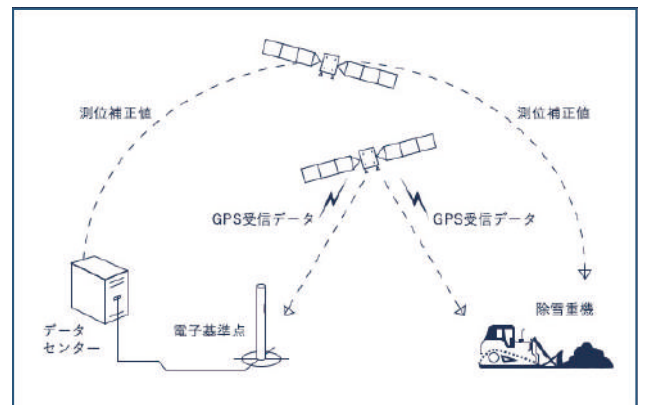 測位補正値
測位補正値
GPS受信データ
GPS受信データ
データ
センター
電子基準点
除雪重機